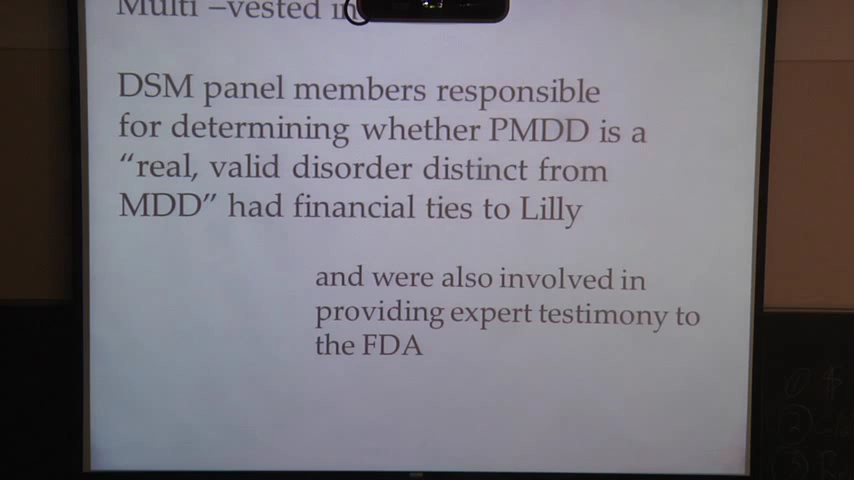 Multi –vested
DSM panel members responsible
for determining whether PMDD is a
“real, valid disorder distinct from
MDD” had financial ties to Lilly
and were also involved in
providing expert testimony to
the FDA